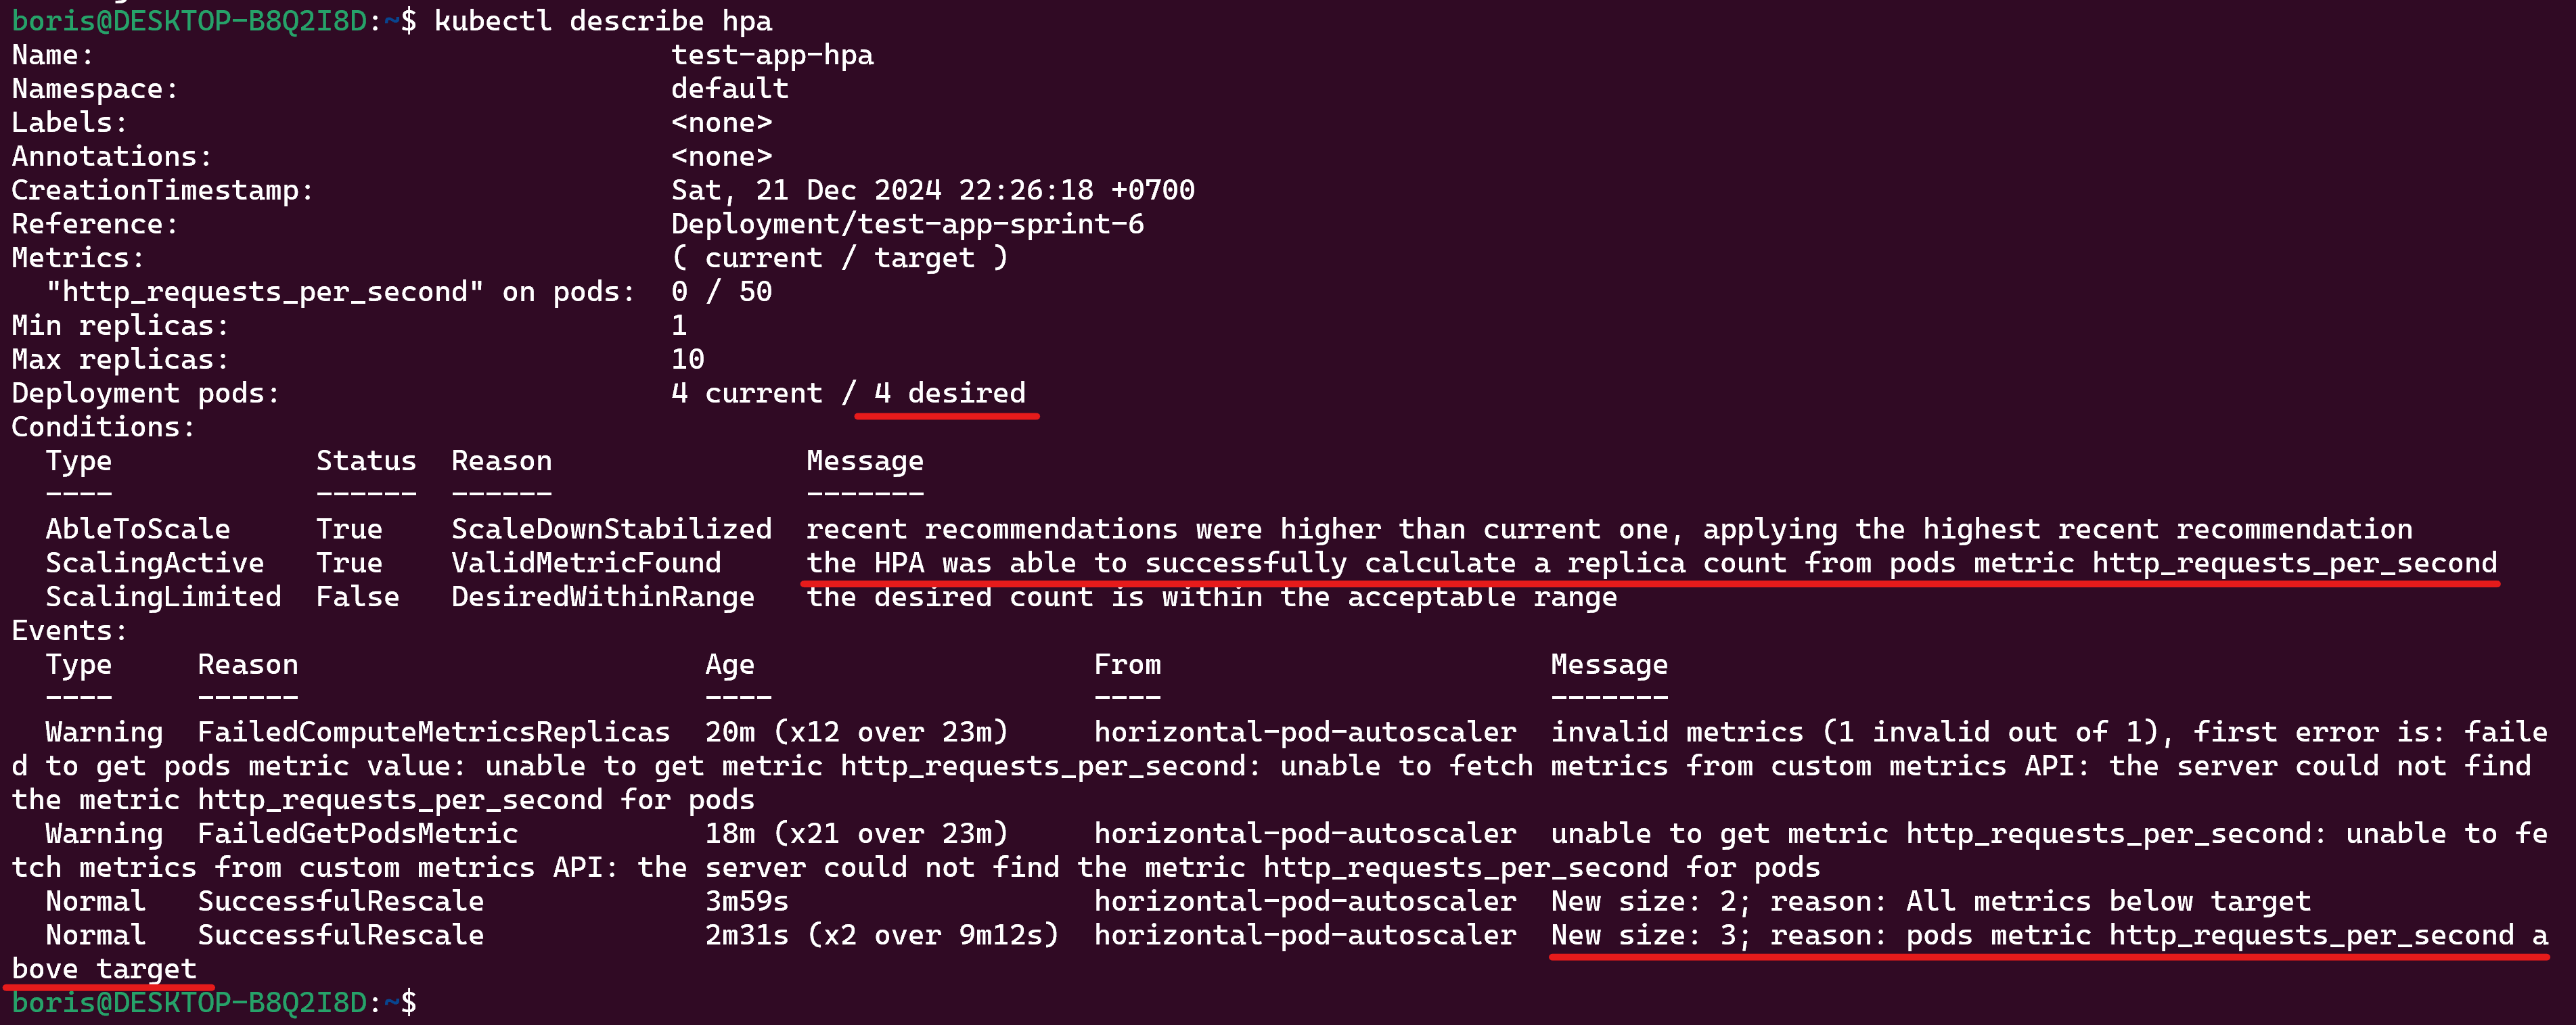 boris@DESKTOP-B8Q2I8D:~$ kubectl describe hpa
Name:                                   test-app-hpa
Namespace:                              default
Labels:                                 <none>
Annotations:                            <none>
CreationTimestamp:                      Sat, 21 Dec 2024 22:26:18 +0700
Reference:                              Deployment/test-app-sprint-6
Metrics:                                ( current / target )
  "http_requests_per_second" on pods:  0 / 50
Min replicas:                           1
Max replicas:                           10
Deployment pods:                        4 current / 4 desired
Conditions:
  Type            Status  Reason               Message
  ----            ------  ------               -------
  AbleToScale     True    ScaleDownStabilized  recent recommendations were higher than current one, applying the highest recent recommendation
  ScalingActive   True    ValidMetricFound     the HPA was able to successfully calculate a replica count from pods metric http_requests_per_second
  ScalingLimited  False   DesiredWithinRange   the desired count is within the acceptable range
Events:
  Type     Reason                        Age                    From                       Message
  ----     ------                        ----                   ----                       -------
  Warning  FailedComputeMetricsReplicas  20m (x12 over 23m)     horizontal-pod-autoscaler  invalid metrics (1 invalid out of 1), first error is: faile
d to get pods metric value: unable to get metric http_requests_per_second: unable to fetch metrics from custom metrics API: the server could not find
the metric http_requests_per_second for pods
  Warning  FailedGetPodsMetric           18m (x21 over 23m)     horizontal-pod-autoscaler  unable to get metric http_requests_per_second: unable to fe
tch metrics from custom metrics API: the server could not find the metric http_requests_per_second for pods
  Normal   SuccessfulRescale             3m59s                  horizontal-pod-autoscaler  New size: 2; reason: All metrics below target
  Normal   SuccessfulRescale             2m31s (x2 over 9m12s)  horizontal-pod-autoscaler  New size: 3; reason: pods metric http_requests_per_second a
bove target
boris@DESKTOP-B8Q2I8D:~$